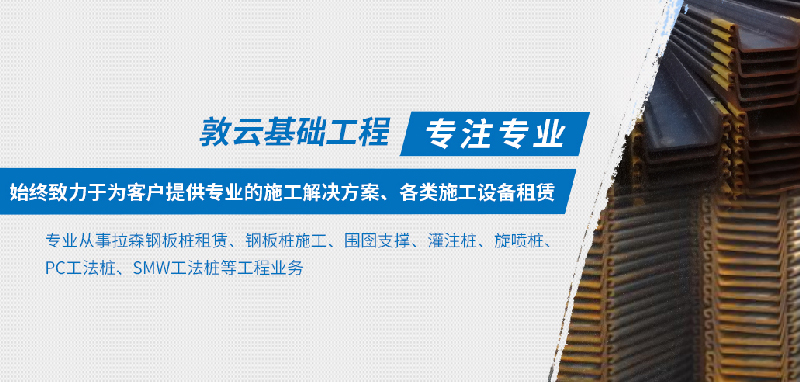 敦云基础工程 专注专业
始终致力于为客户提供专业的施工解决方案、各类施工设备租赁
专业从事拉森钢板桩租赁、钢板桩施工、围囹支撑、灌注桩、旋喷桩、
PC工法桩、SMW工法桩等工程业务